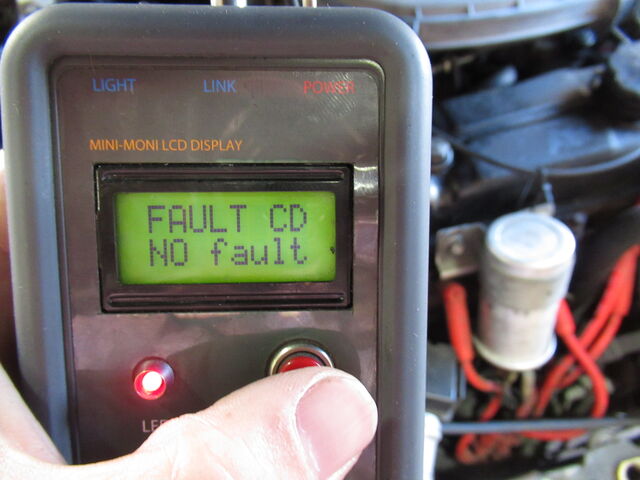 LIGHT LINK POWER
MINI-MONI LCD DISPLAY
FAULT CD
NO fault